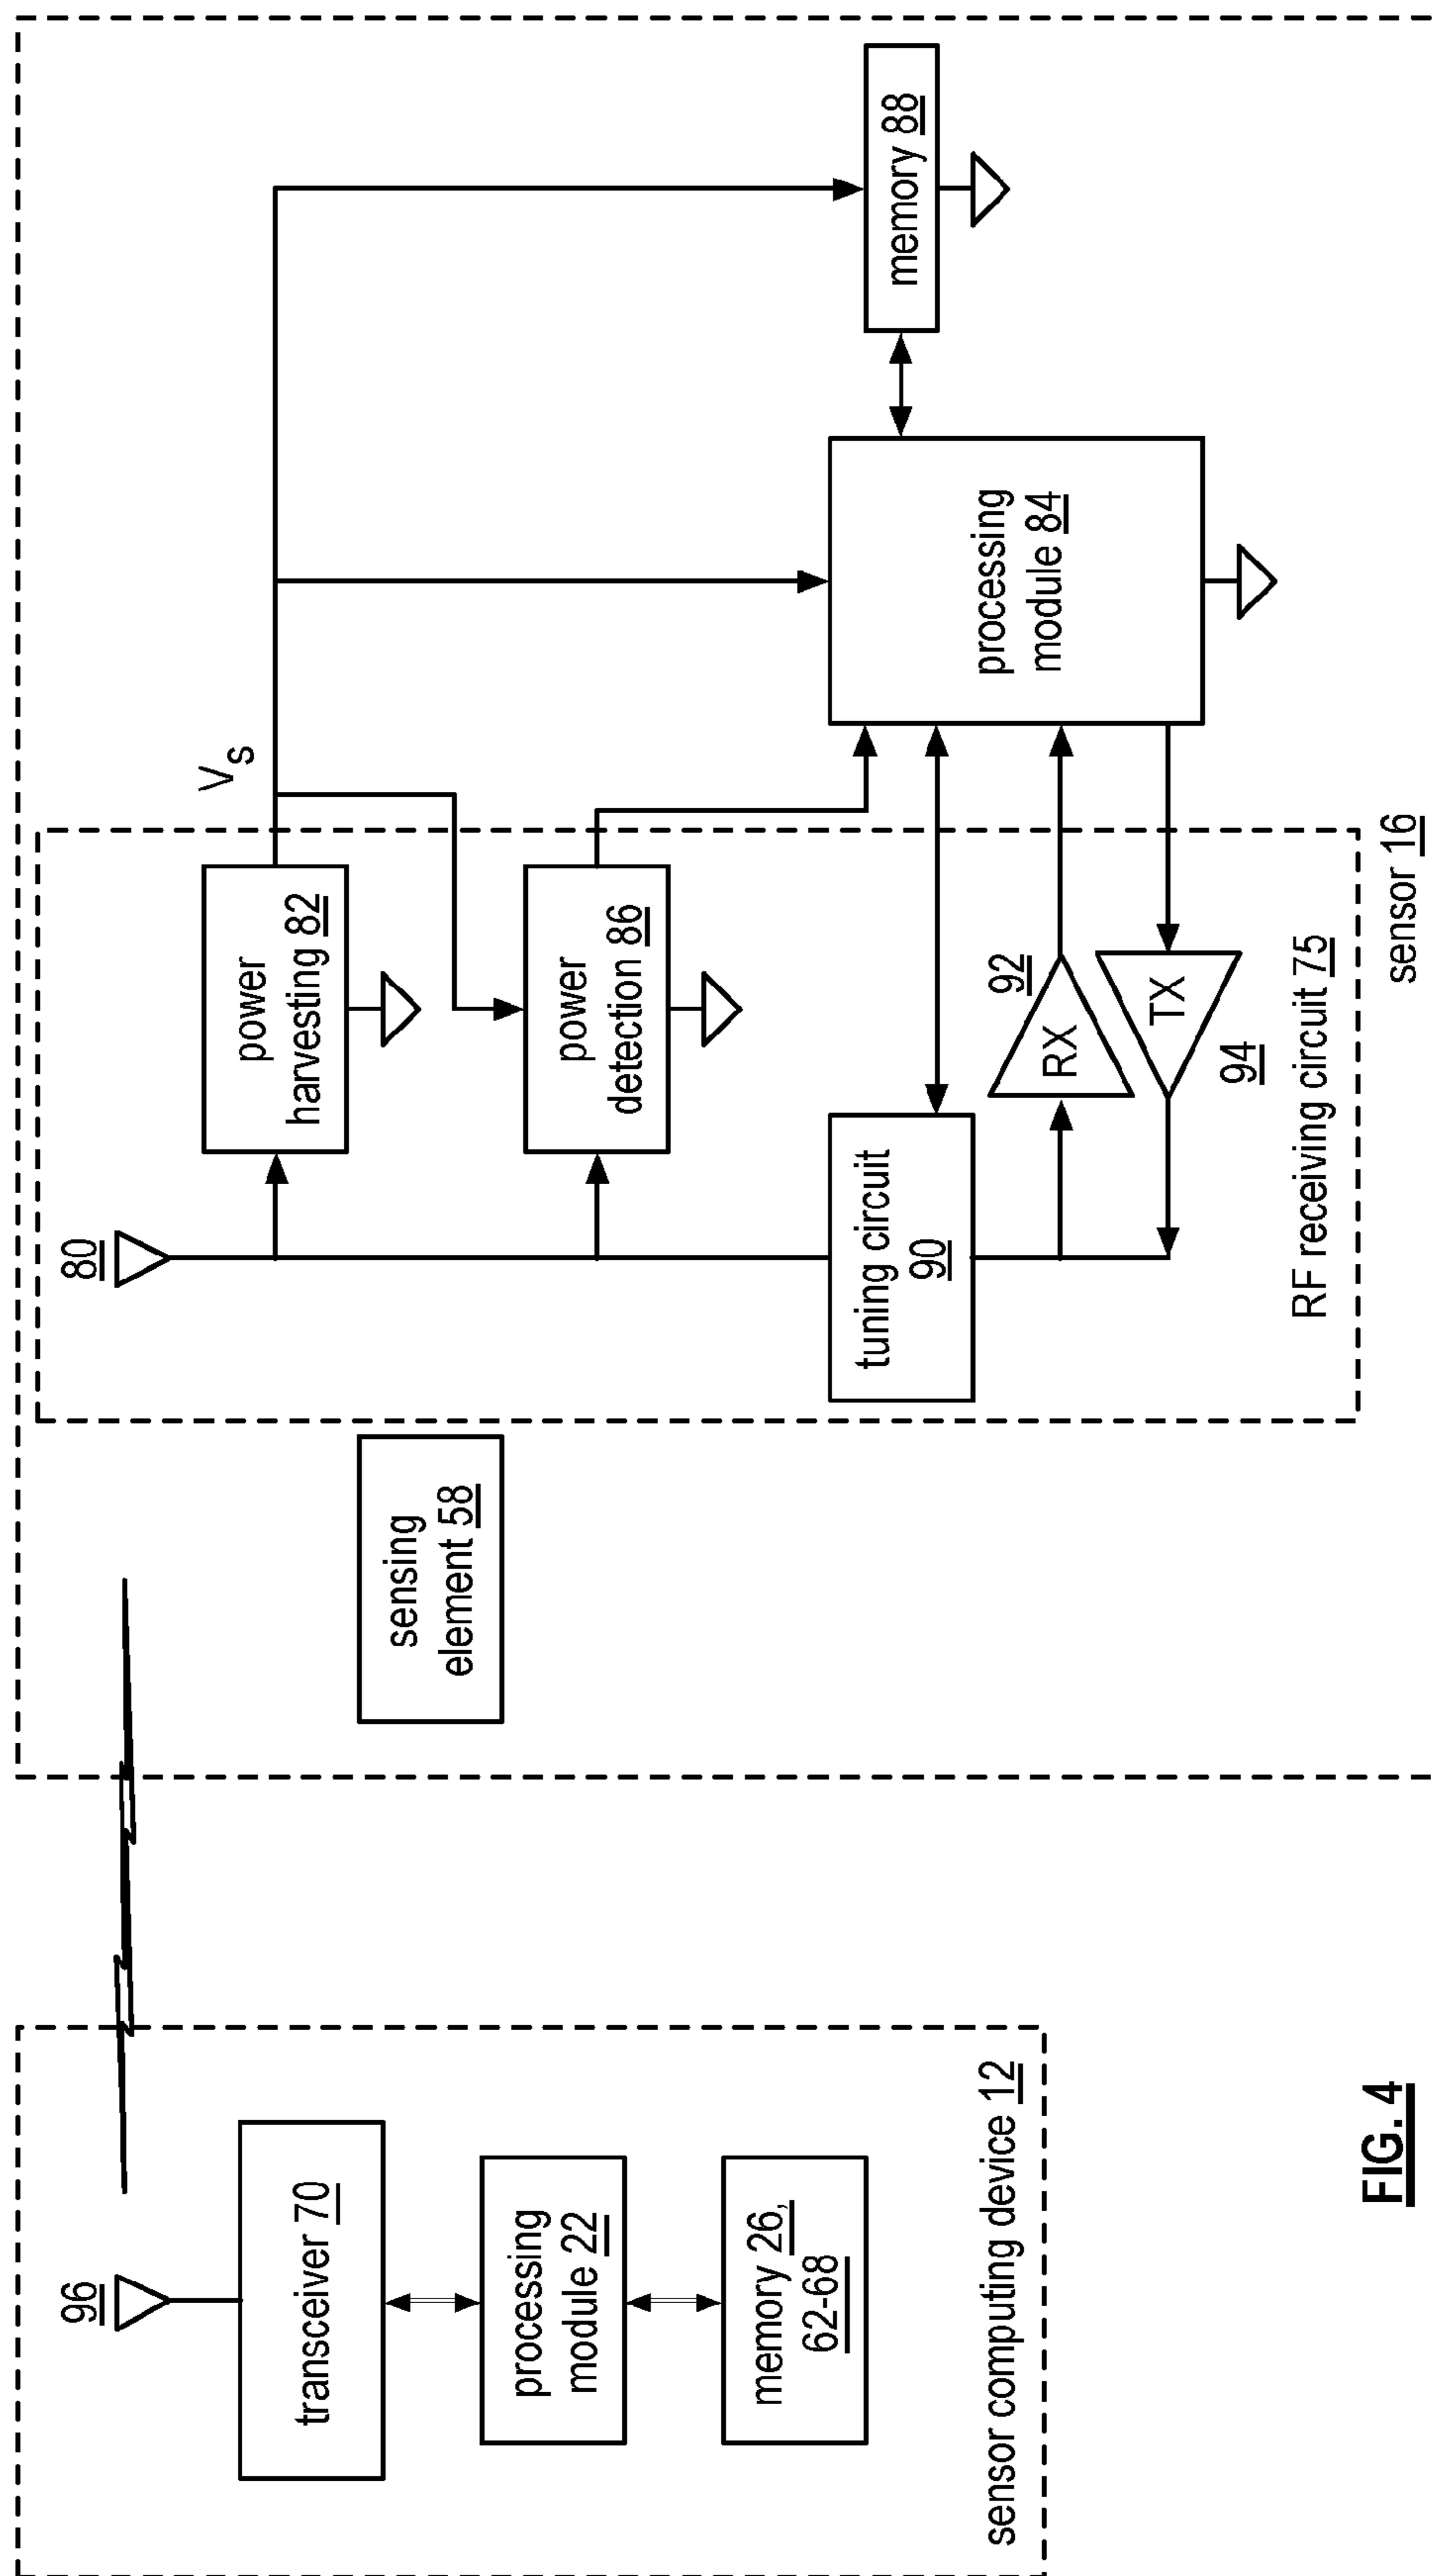 96
transceiver 70
processing
module 22
memory 26,
62-68
sensor computing device 12
sensing
element 58
80
power
harvesting 82
Vs
power
detection 86
tuning circuit
90
92
RX
TX
94
processing
module 84
memory 88
RF receiving circuit 75
sensor 16
FIG. 4